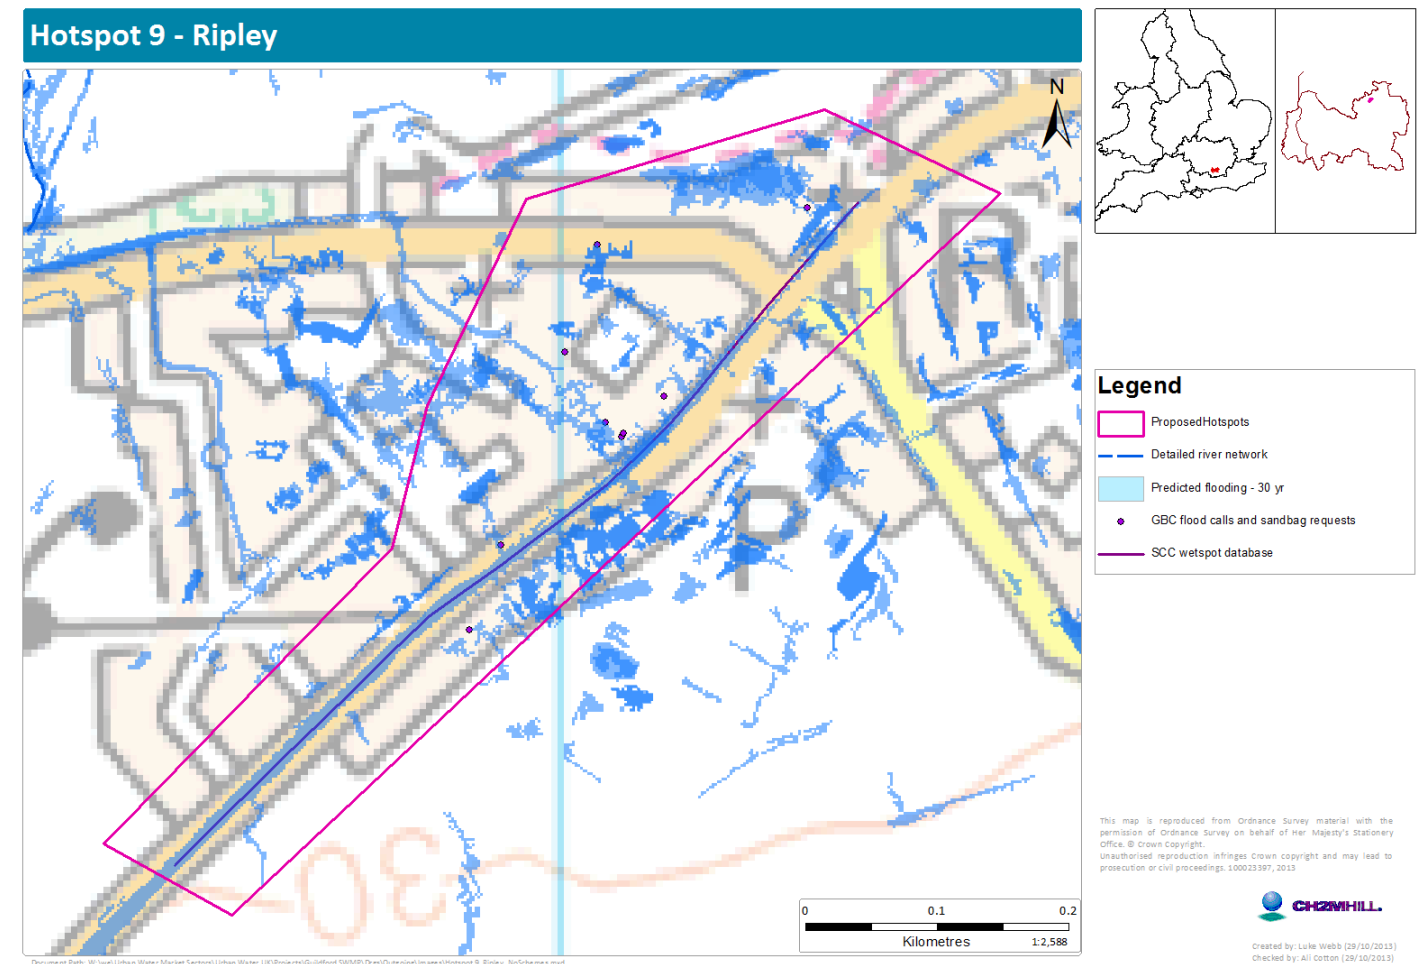 Hotspot 9 - Ripley
N
30
0 0.1 0.2
Kilometres 1:2,588
Legend
ProposedHotspots
Detailed river network
Predicted flooding - 30 yr
GBC flood calls and sandbag requests
SCC wetspot database
This map is reproduced from Ordnance Survey material with the
permission of Ordnance Survey on behalf of Her Majesty's Stationery
Office. © Crown Copyright.
Unauthorised reproduction infringes Crown copyright and may lead to
prosecution or civil proceedings. 100023397, 2013
CH2MHILL.
Created by: Luke Webb (29/10/2013)
Checked by: Ali Cotton (29/10/2013)